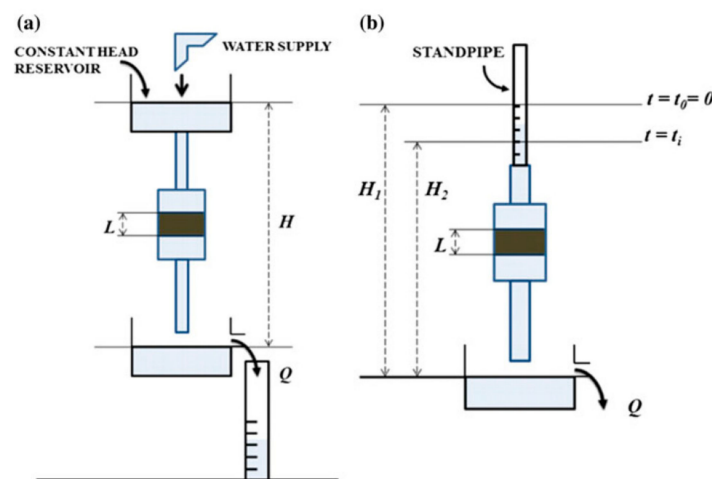 (a)
CONSTANT HEAD
RESERVOIR
WATER SUPPLY
L
H
Q
(b)
STANDPIPE
t = t₀ = 0
t = tᵢ
H₁
H₂
L
Q